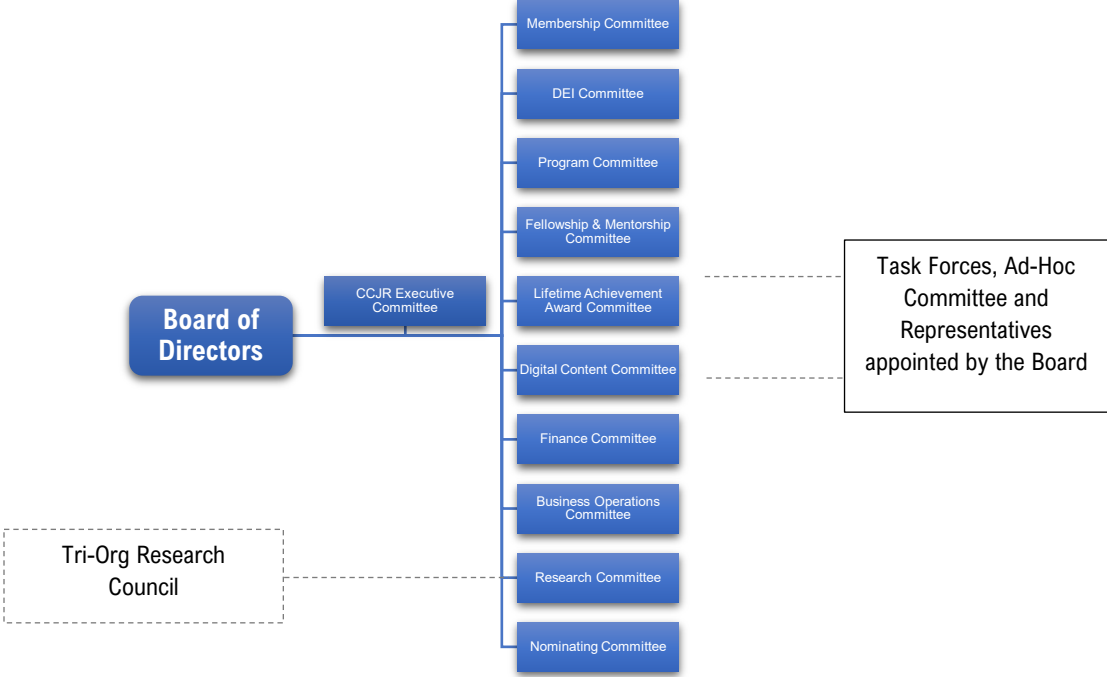 Membership Committee
DEI Committee
Program Committee
Fellowship & Mentorship
Committee
CCJR Executive
Committee
Lifetime Achievement
Award Committee
Board of
Directors
Digital Content Committee
Finance Committee
Business Operations
Committee
Research Committee
Nominating Committee
Task Forces, Ad-Hoc
Committee and
Representatives
appointed by the Board
Tri-Org Research
Council